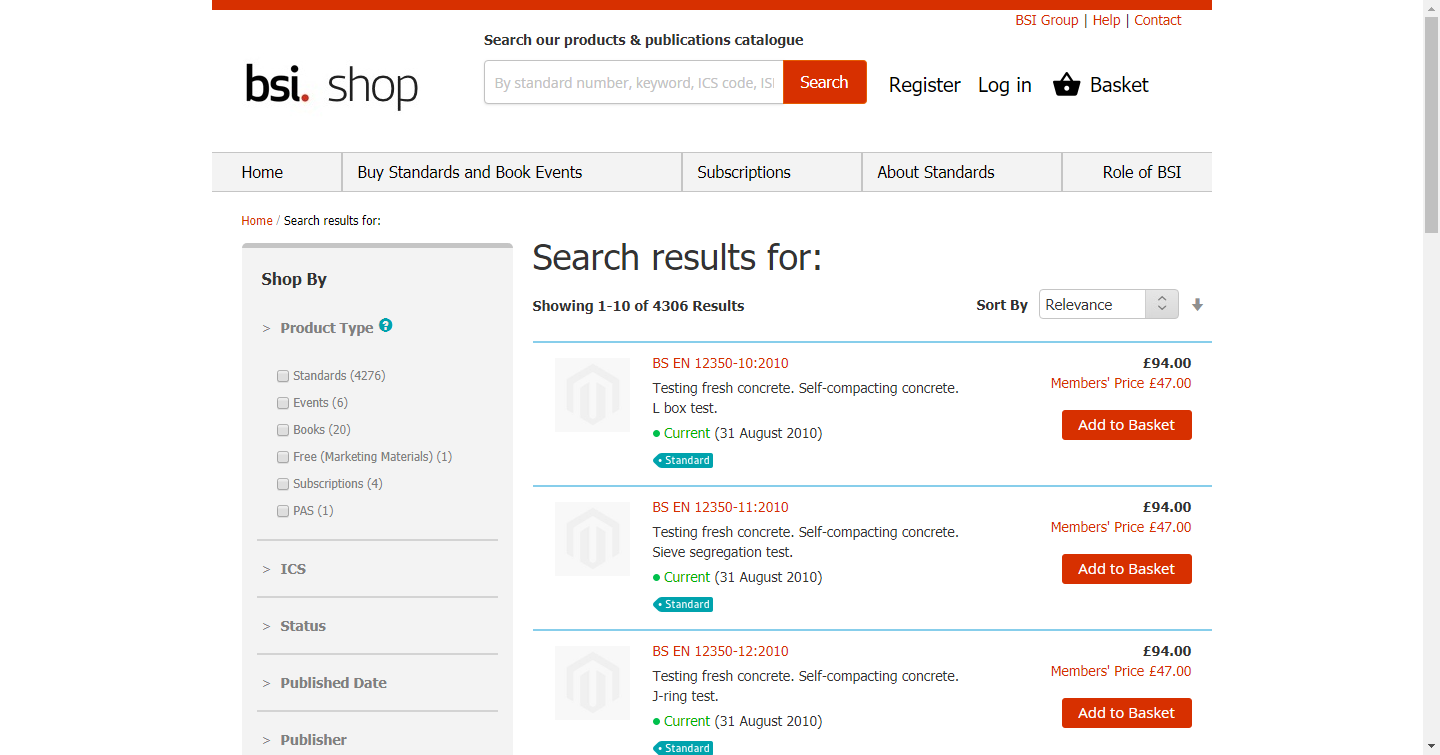 BSI Group | Help | Contact
Search our products & publications catalogue
bsi. shop
By standard number, keyword, ICS code, ISI
Search
Register
Log in
Basket
Home
Buy Standards and Book Events
Subscriptions
About Standards
Role of BSI
Home / Search results for:
Shop By
> Product Type ?
Standards (4276)
Events (6)
Books (20)
Free (Marketing Materials) (1)
Subscriptions (4)
PAS (1)
> ICS
> Status
> Published Date
> Publisher
Search results for:
Showing 1-10 of 4306 Results
Sort By
Relevance
BS EN 12350-10:2010
Testing fresh concrete. Self-compacting concrete.
L box test.
Current (31 August 2010)
Standard
£94.00
Members' Price £47.00
Add to Basket
BS EN 12350-11:2010
Testing fresh concrete. Self-compacting concrete.
Sieve segregation test.
Current (31 August 2010)
Standard
£94.00
Members' Price £47.00
Add to Basket
BS EN 12350-12:2010
Testing fresh concrete. Self-compacting concrete.
J-ring test.
Current (31 August 2010)
Standard
£94.00
Members' Price £47.00
Add to Basket